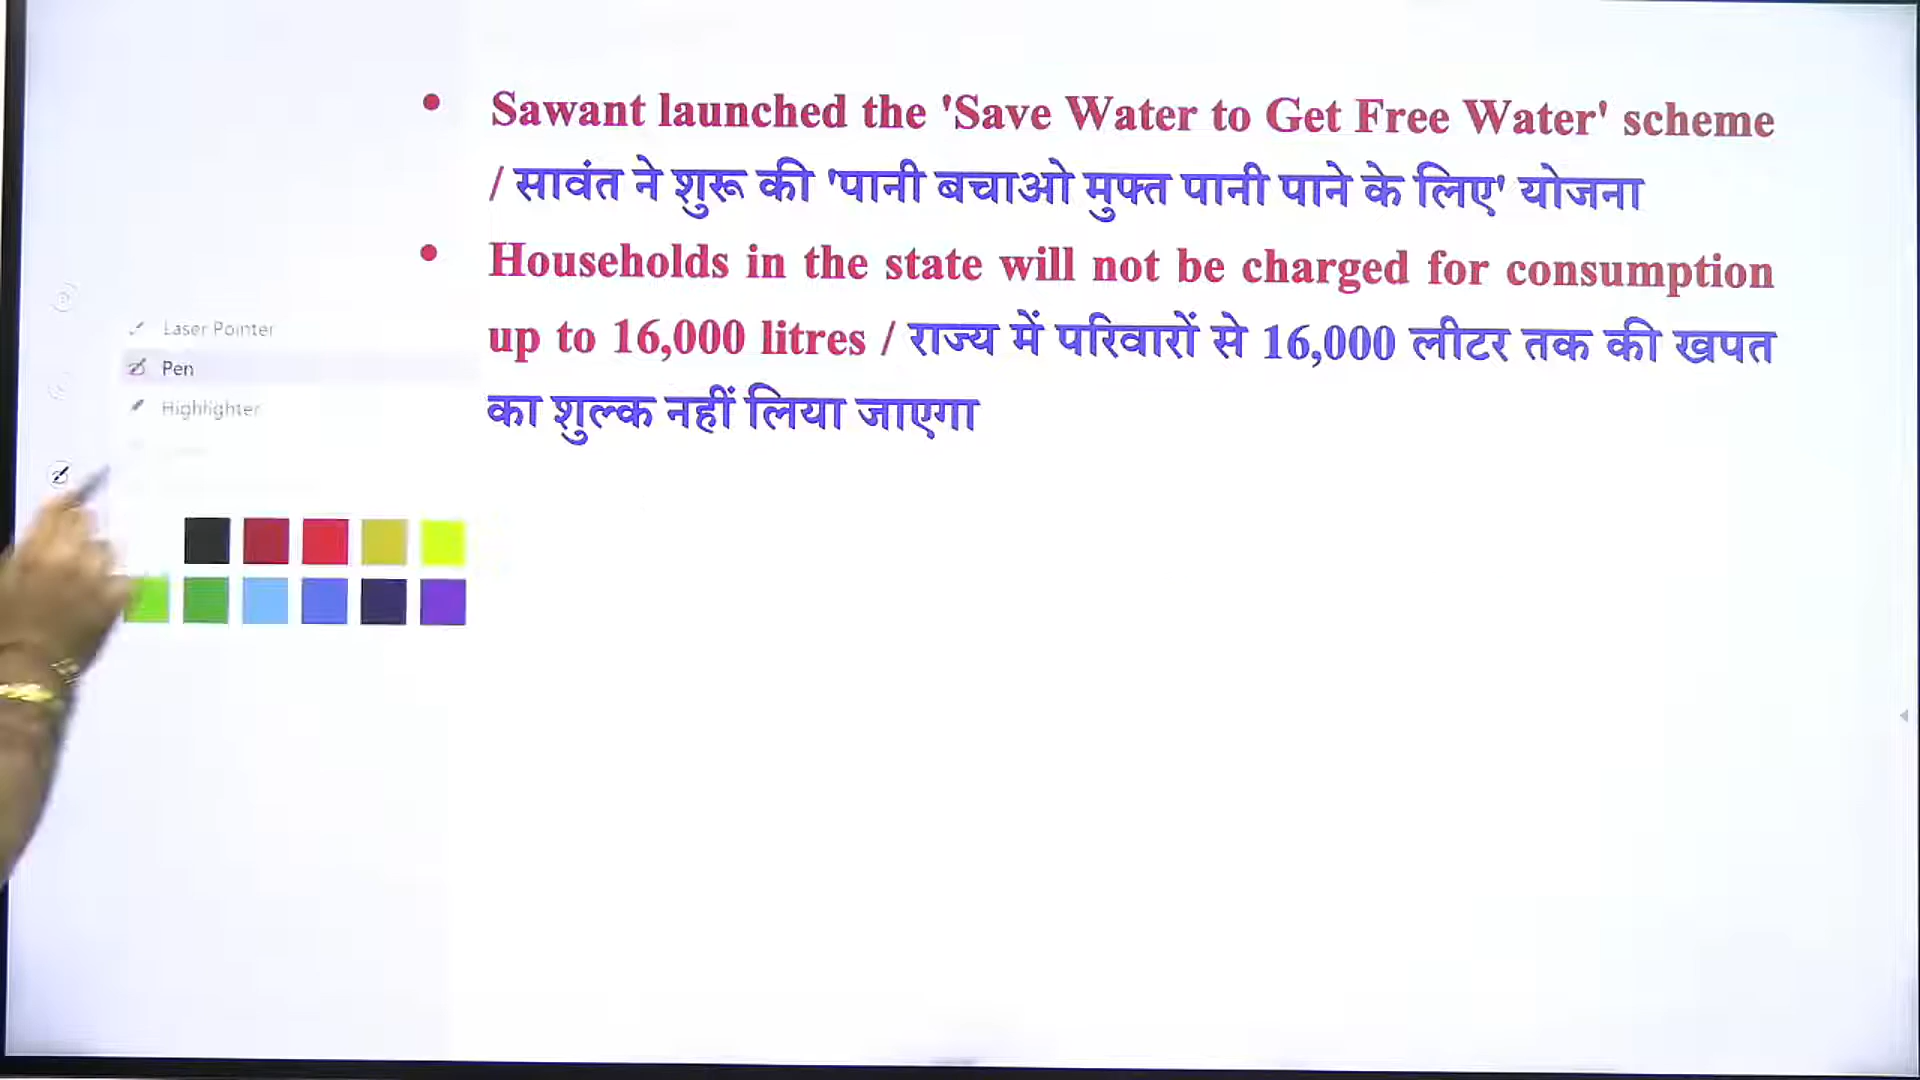 • Sawant launched the 'Save Water to Get Free Water' scheme
/ सावंत ने शुरू की 'पानी बचाओ मुफ्त पानी पाने के लिए' योजना
• Households in the state will not be charged for consumption
up to 16,000 litres / राज्य में परिवारों से 16,000 लीटर तक की खपत
का शुल्क नहीं लिया जाएगा
Laser Pointer
Pen
Highlighter